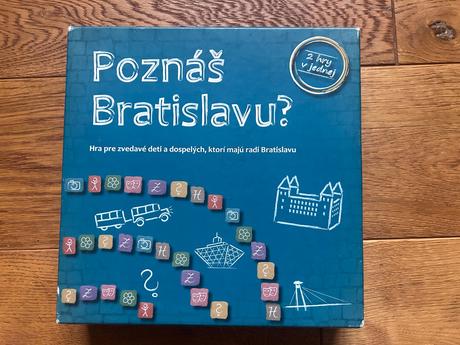 Poznáš
Bratislavu?
2 hry
v jednej
Hra pre zvedavé deti a dospelých, ktorí majú radi Bratislavu
Z ? H
? Z
? Z
Z
?
H
?